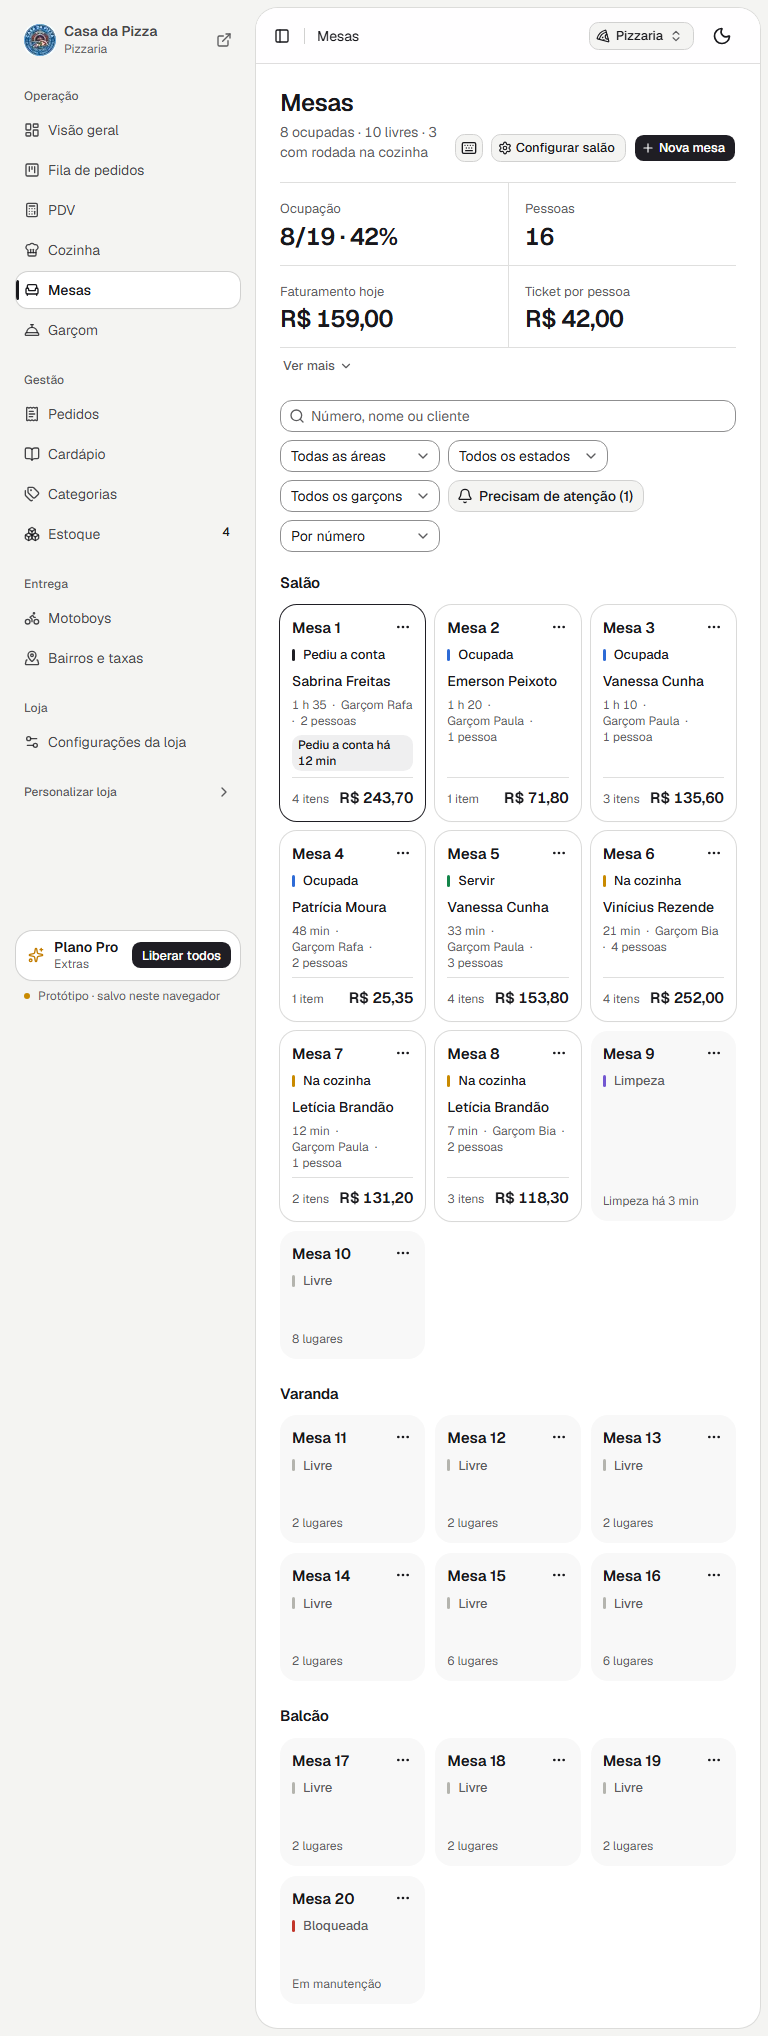 Casa da Pizza
Pizzaria
Operação
Visão geral
Fila de pedidos
PDV
Cozinha
Mesas
Garçom
Gestão
Pedidos
Cardápio
Categorias
Estoque 4
Entrega
Motoboys
Bairros e taxas
Loja
Configurações da loja
Personalizar loja
Plano Pro
Extras
Liberar todos
Protótipo · salvo neste navegador
Mesas
Pizzaria
Mesas
8 ocupadas · 10 livres · 3
com rodada na cozinha
Configurar salão
Nova mesa
Ocupação
8/19 · 42%
Pessoas
16
Faturamento hoje
R$ 159,00
Ticket por pessoa
R$ 42,00
Ver mais
Número, nome ou cliente
Todas as áreas
Todos os estados
Todos os garçons
Precisam de atenção (1)
Por número
Salão
Mesa 1
Pediu a conta
Sabrina Freitas
1 h 35 · Garçom Rafa
· 2 pessoas
Pediu a conta há
12 min
4 itens R$ 243,70
Mesa 2
Ocupada
Emerson Peixoto
1 h 20 ·
Garçom Paula ·
1 pessoa
1 item R$ 71,80
Mesa 3
Ocupada
Vanessa Cunha
1 h 10 ·
Garçom Paula ·
1 pessoa
3 itens R$ 135,60
Mesa 4
Ocupada
Patrícia Moura
48 min ·
Garçom Rafa ·
2 pessoas
1 item R$ 25,35
Mesa 5
Servir
Vanessa Cunha
33 min ·
Garçom Paula ·
3 pessoas
4 itens R$ 153,80
Mesa 6
Na cozinha
Vinícius Rezende
21 min · Garçom Bia
· 4 pessoas
4 itens R$ 252,00
Mesa 7
Na cozinha
Letícia Brandão
12 min ·
Garçom Paula ·
1 pessoa
2 itens R$ 131,20
Mesa 8
Na cozinha
Letícia Brandão
7 min · Garçom Bia ·
2 pessoas
3 itens R$ 118,30
Mesa 9
Limpeza
Limpeza há 3 min
Mesa 10
Livre
8 lugares
Varanda
Mesa 11
Livre
2 lugares
Mesa 12
Livre
2 lugares
Mesa 13
Livre
2 lugares
Mesa 14
Livre
2 lugares
Mesa 15
Livre
6 lugares
Mesa 16
Livre
6 lugares
Balcão
Mesa 17
Livre
2 lugares
Mesa 18
Livre
2 lugares
Mesa 19
Livre
2 lugares
Mesa 20
Bloqueada
Em manutenção